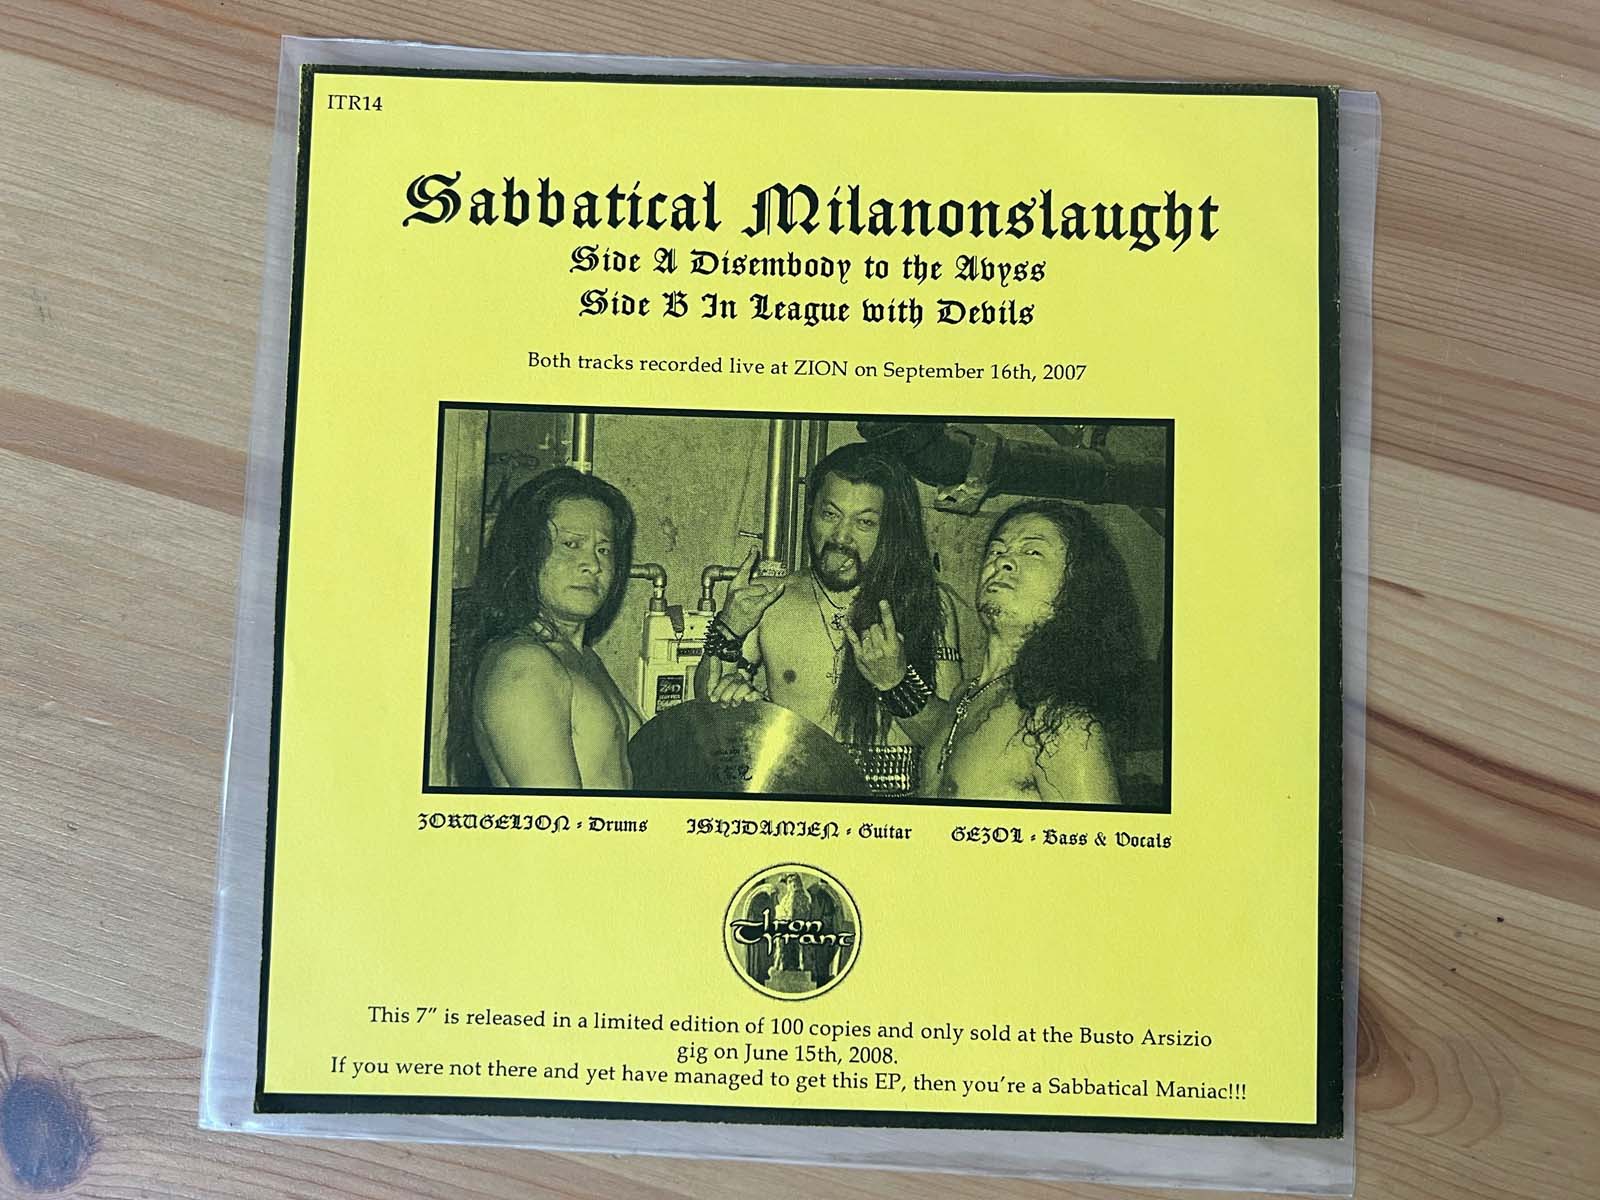 ITR14
Sabbatical Milanonslaught
Side A Disembody to the Abyss
Side B In League with Devils
Both tracks recorded live at ZION on September 16th, 2007
ZORUGELION - Drums ISHIDAMIEN - Guitar GEZOL - Bass & Vocals
Iron
Tyrant
This 7" is released in a limited edition of 100 copies and only sold at the Busto Arsizio
gig on June 15th, 2008.
If you were not there and yet have managed to get this EP, then you're a Sabbatical Maniac!!!